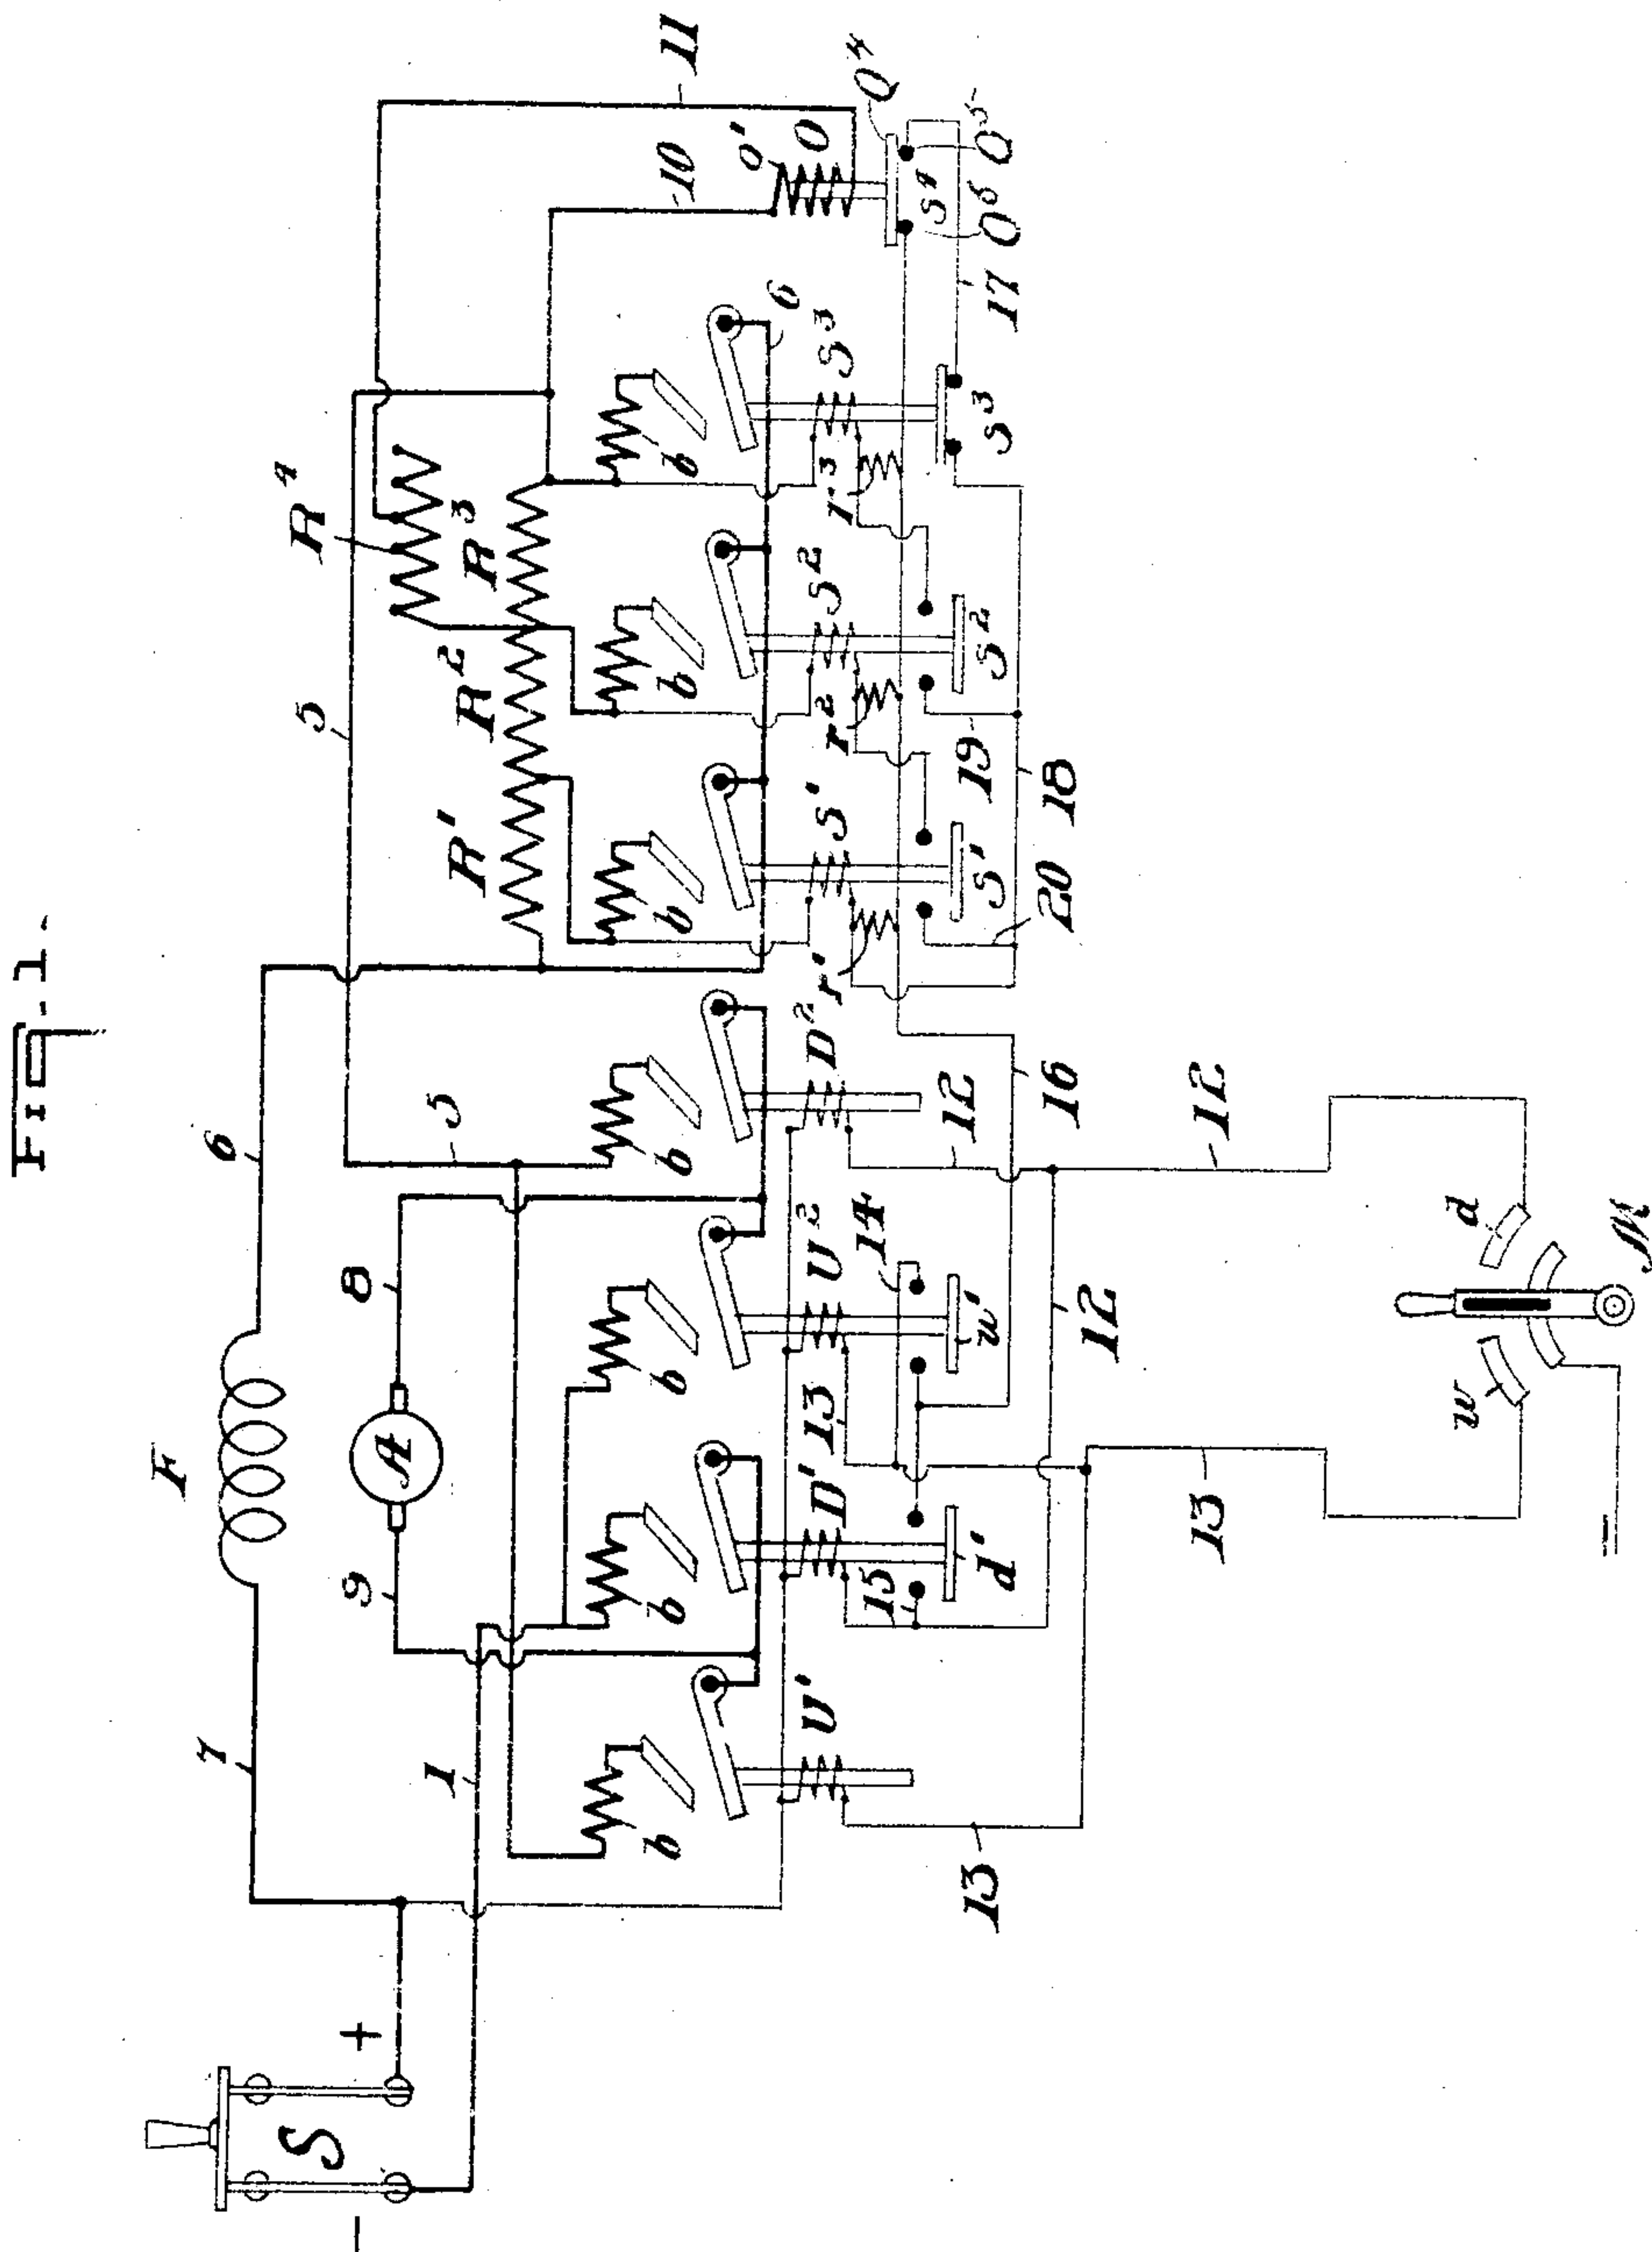 Fig. 1.
F
6
7
5
R⁴
11
8
A
9
R' R² R³
10
5
1
S
+
−
o'
O
b b b b b b b
6
O⁴
U' D' U² D² S' S² S³
r' r² r³
s⁴
O⁶ O⁵
13
14
12
15
d' u' s' s² s³
19
17
20
18
16
13
12
12
13
u d
M